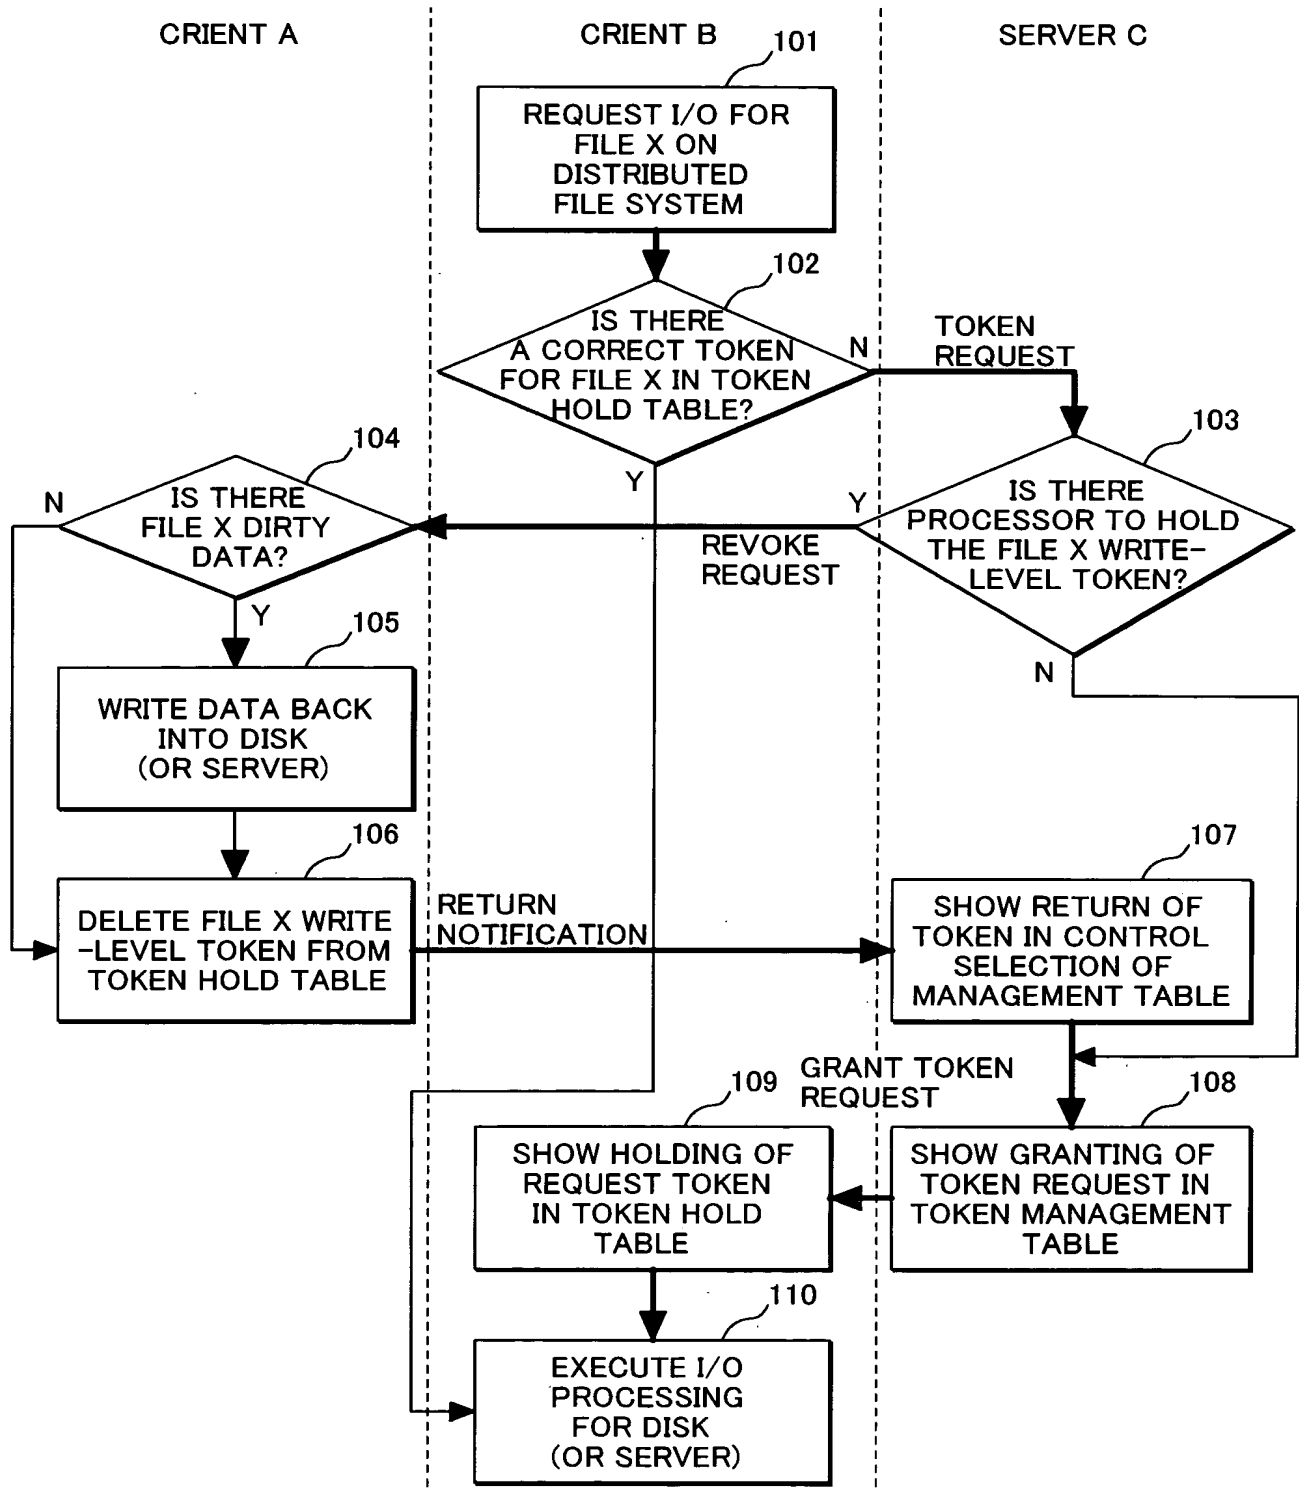 CRIENT A
CRIENT B
SERVER C
101
REQUEST I/O FOR
FILE X ON
DISTRIBUTED
FILE SYSTEM
102
IS THERE
A CORRECT TOKEN
FOR FILE X IN TOKEN
HOLD TABLE?
N
Y
TOKEN
REQUEST
103
IS THERE
PROCESSOR TO HOLD
THE FILE X WRITE-
LEVEL TOKEN?
Y
N
REVOKE
REQUEST
104
IS THERE
FILE X DIRTY
DATA?
N
Y
105
WRITE DATA BACK
INTO DISK
(OR SERVER)
106
DELETE FILE X WRITE
-LEVEL TOKEN FROM
TOKEN HOLD TABLE
RETURN
NOTIFICATION
107
SHOW RETURN OF
TOKEN IN CONTROL
SELECTION OF
MANAGEMENT TABLE
GRANT TOKEN
REQUEST
108
SHOW GRANTING OF
TOKEN REQUEST IN
TOKEN MANAGEMENT
TABLE
109
SHOW HOLDING OF
REQUEST TOKEN
IN TOKEN HOLD
TABLE
110
EXECUTE I/O
PROCESSING
FOR DISK
(OR SERVER)